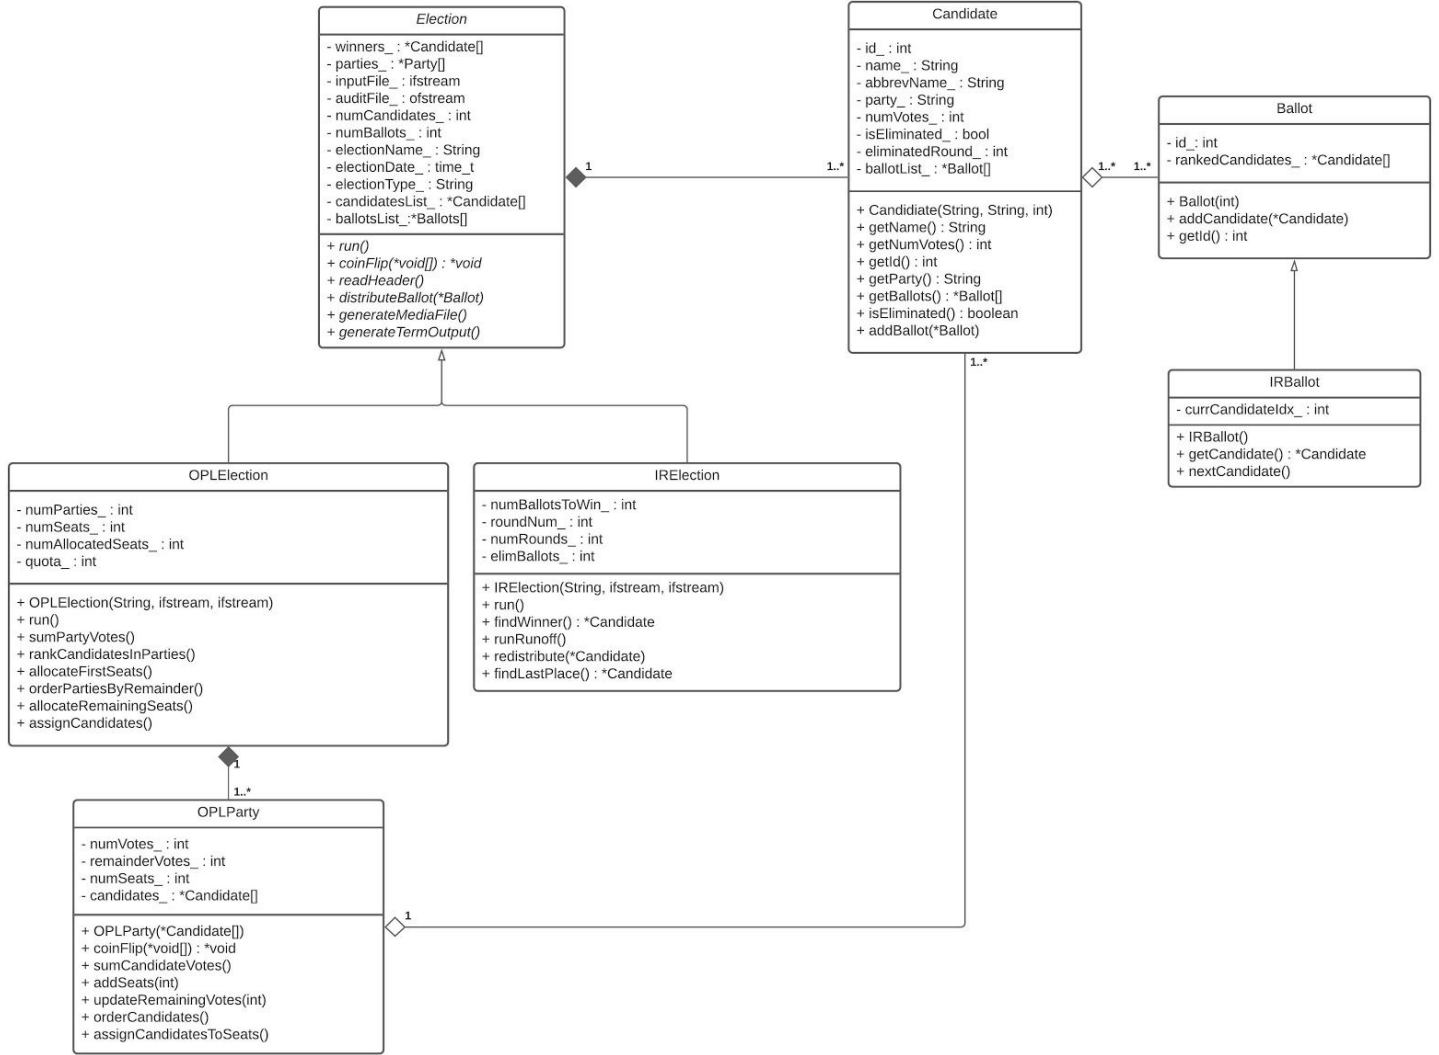 Election
- winners_ : *Candidate[]
- parties_ : *Party[]
- inputFile_ : ifstream
- auditFile_ : ofstream
- numCandidates_ : int
- numBallots_ : int
- electionName_ : String
- electionDate_ : time_t
- electionType_ : String
- candidatesList_ : *Candidate[]
- ballotsList_:*Ballots[]
+ run()
+ coinFlip(*void[]) : *void
+ readHeader()
+ distributeBallot(*Ballot)
+ generateMediaFile()
+ generateTermOutput()
1
1..*
Candidate
- id_ : int
- name_ : String
- abbrevName_ : String
- party_ : String
- numVotes_ : int
- isEliminated_ : bool
- eliminatedRound_ : int
- ballotList_ : *Ballot[]
+ Candidiate(String, String, int)
+ getName() : String
+ getNumVotes() : int
+ getId() : int
+ getParty() : String
+ getBallots() : *Ballot[]
+ isEliminated() : boolean
+ addBallot(*Ballot)
1..*
1..*
1..*
Ballot
- id_: int
- rankedCandidates_ : *Candidate[]
+ Ballot(int)
+ addCandidate(*Candidate)
+ getId() : int
IRBallot
- currCandidateIdx_ : int
+ IRBallot()
+ getCandidate() : *Candidate
+ nextCandidate()
OPLElection
- numParties_ : int
- numSeats_ : int
- numAllocatedSeats_ : int
- quota_ : int
+ OPLElection(String, ifstream, ifstream)
+ run()
+ sumPartyVotes()
+ rankCandidatesInParties()
+ allocateFirstSeats()
+ orderPartiesByRemainder()
+ allocateRemainingSeats()
+ assignCandidates()
IRElection
- numBallotsToWin_ : int
- roundNum_ : int
- numRounds_ : int
- elimBallots_ : int
+ IRElection(String, ifstream, ifstream)
+ run()
+ findWinner() : *Candidate
+ runRunoff()
+ redistribute(*Candidate)
+ findLastPlace() : *Candidate
1
1..*
OPLParty
- numVotes_ : int
- remainderVotes_ : int
- numSeats_ : int
- candidates_ : *Candidate[]
+ OPLParty(*Candidate[])
+ coinFlip(*void[]) : *void
+ sumCandidateVotes()
+ addSeats(int)
+ updateRemainingVotes(int)
+ orderCandidates()
+ assignCandidatesToSeats()
1